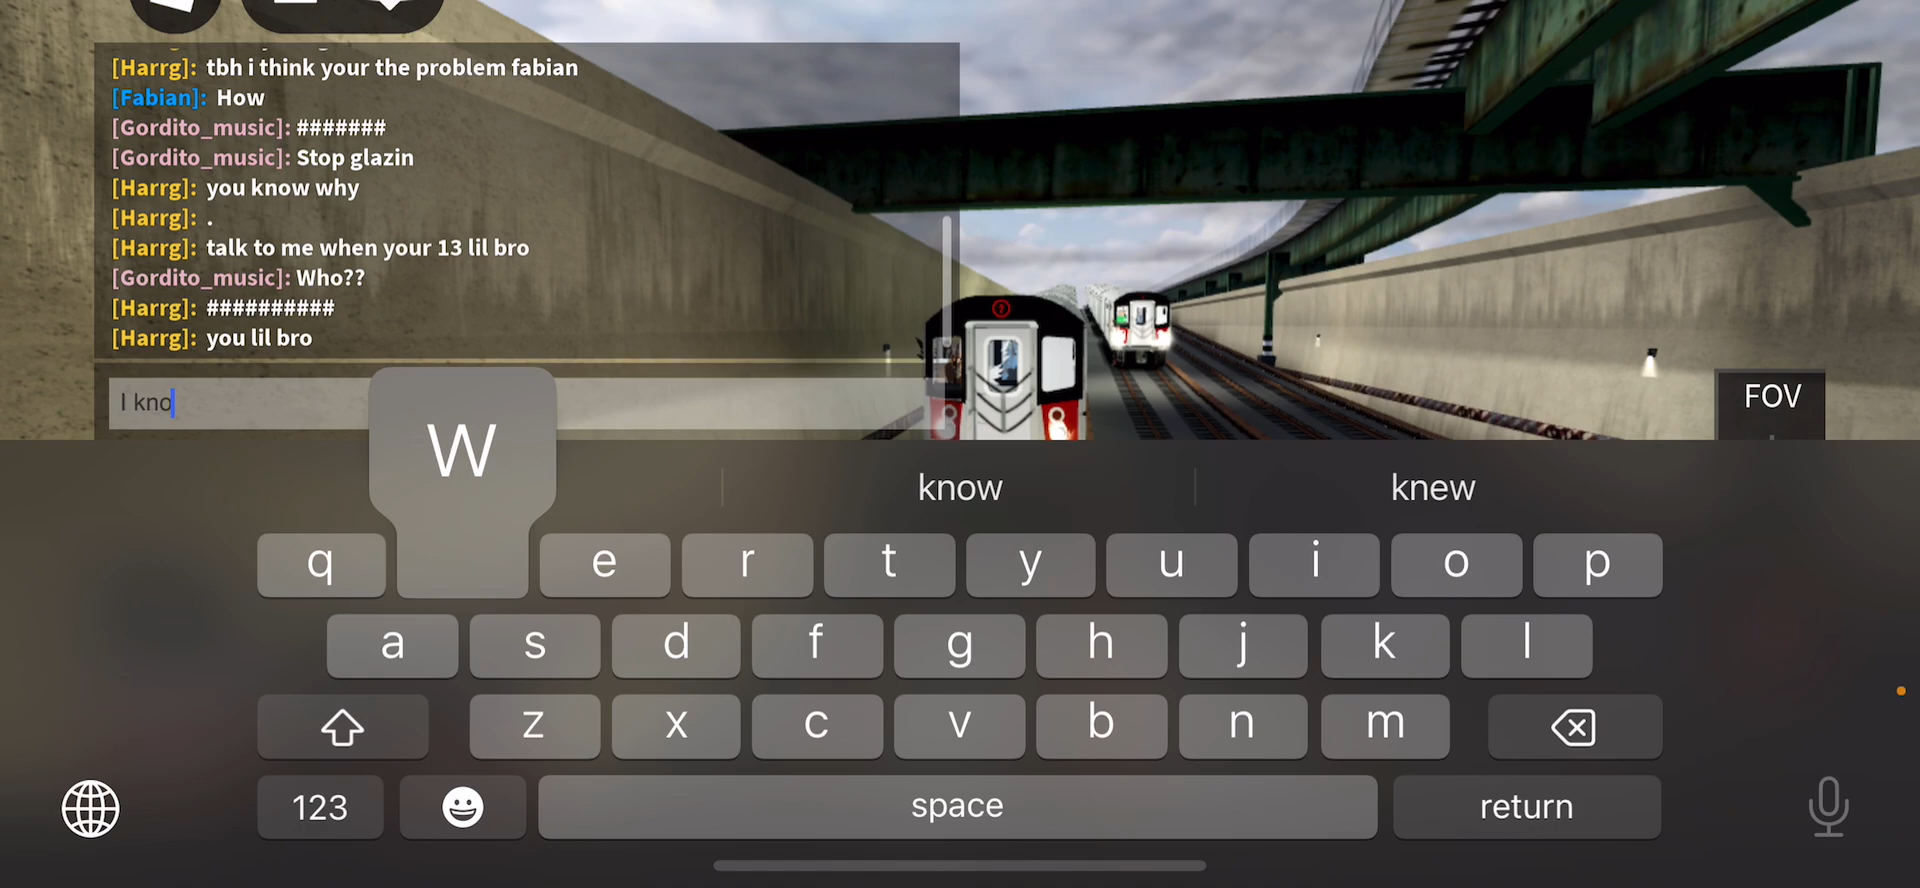 [Harrg]: tbh i think your the problem fabian
[Fabian]: How
[Gordito_music]: #######
[Gordito_music]: Stop glazin
[Harrg]: you know why
[Harrg]: .
[Harrg]: talk to me when your 13 lil bro
[Gordito_music]: Who??
[Harrg]: ##########
[Harrg]: you lil bro
I kno
2
FOV
W
know knew
q e r t y u i o p
a s d f g h j k l
z x c v b n m
123 space return